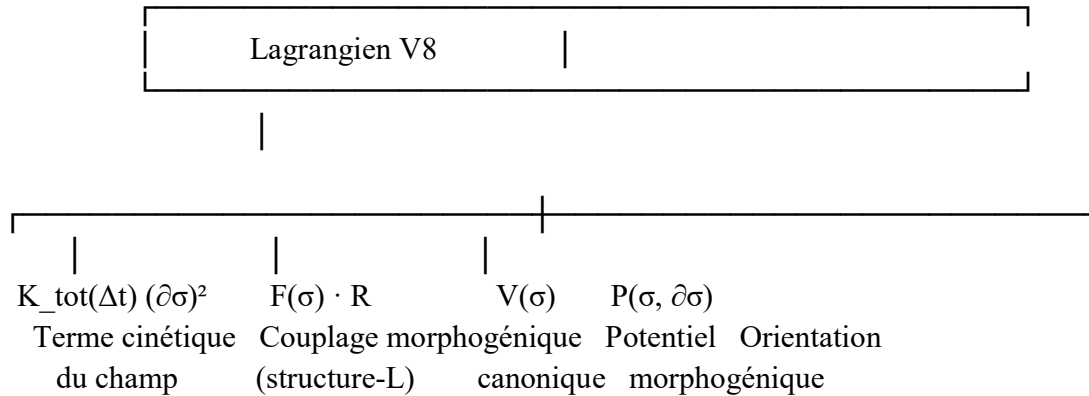 Lagrangien V8
K_tot(Δt) (∂σ)² F(σ) · R V(σ) P(σ, ∂σ)
Terme cinétique Couplage morphogénique Potentiel Orientation
du champ (structure-L) canonique morphogénique